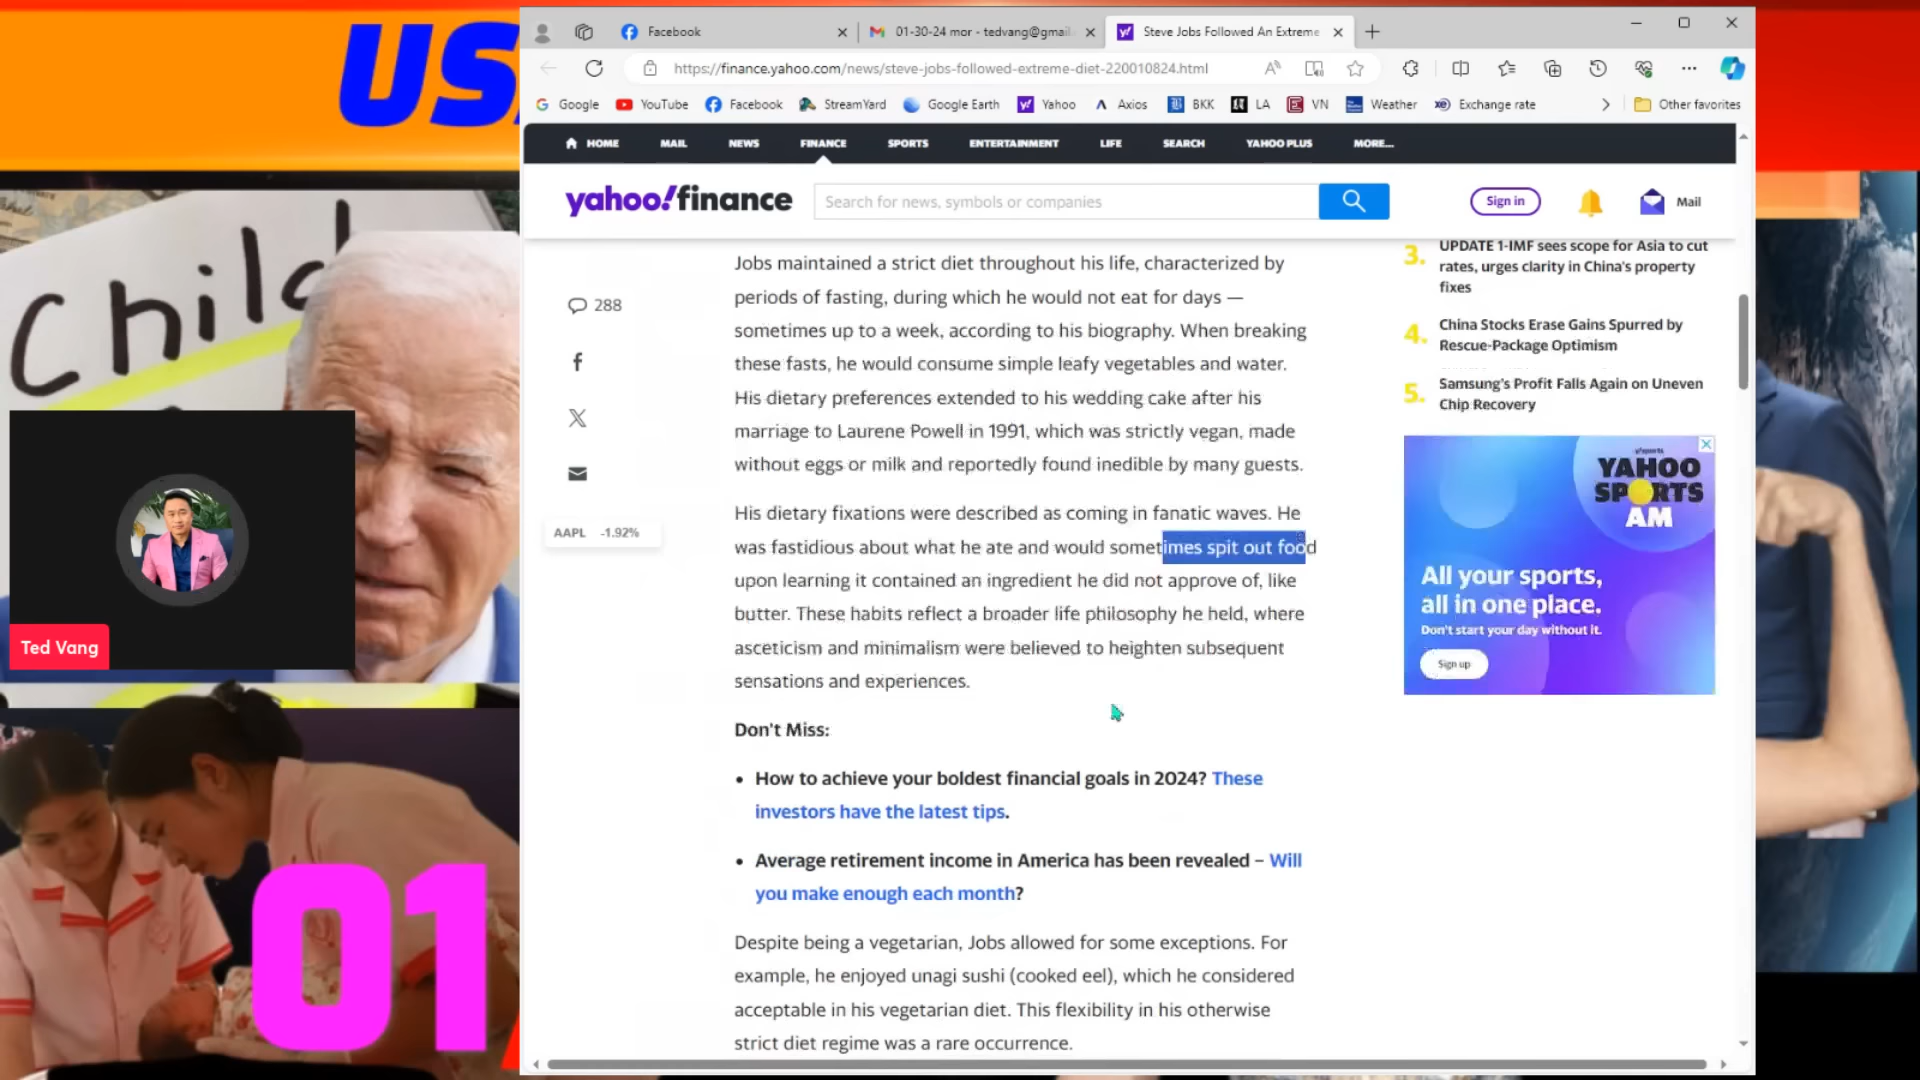 US
Child
Ted Vang
01
Facebook
01-30-24 mor - tedvang@gmail.
Steve Jobs Followed An Extreme
https://finance.yahoo.com/news/steve-jobs-followed-extreme-diet-220010824.html
Google YouTube Facebook StreamYard Google Earth Yahoo Axios BKK LA VN Weather Exchange rate Other favorites
HOME MAIL NEWS FINANCE SPORTS ENTERTAINMENT LIFE SEARCH YAHOO PLUS MORE...
yahoo!finance
Search for news, symbols or companies
Sign in
Mail
288
AAPL -1.92%
Jobs maintained a strict diet throughout his life, characterized by
periods of fasting, during which he would not eat for days —
sometimes up to a week, according to his biography. When breaking
these fasts, he would consume simple leafy vegetables and water.
His dietary preferences extended to his wedding cake after his
marriage to Laurene Powell in 1991, which was strictly vegan, made
without eggs or milk and reportedly found inedible by many guests.
His dietary fixations were described as coming in fanatic waves. He
was fastidious about what he ate and would sometimes spit out food
upon learning it contained an ingredient he did not approve of, like
butter. These habits reflect a broader life philosophy he held, where
asceticism and minimalism were believed to heighten subsequent
sensations and experiences.
Don't Miss:
• How to achieve your boldest financial goals in 2024? These
investors have the latest tips.
• Average retirement income in America has been revealed – Will
you make enough each month?
Despite being a vegetarian, Jobs allowed for some exceptions. For
example, he enjoyed unagi sushi (cooked eel), which he considered
acceptable in his vegetarian diet. This flexibility in his otherwise
strict diet regime was a rare occurrence.
3. UPDATE 1-IMF sees scope for Asia to cut
rates, urges clarity in China's property
fixes
4. China Stocks Erase Gains Spurred by
Rescue-Package Optimism
5. Samsung's Profit Falls Again on Uneven
Chip Recovery
YAHOO
SPORTS
AM
All your sports,
all in one place.
Don't start your day without it.
Sign up